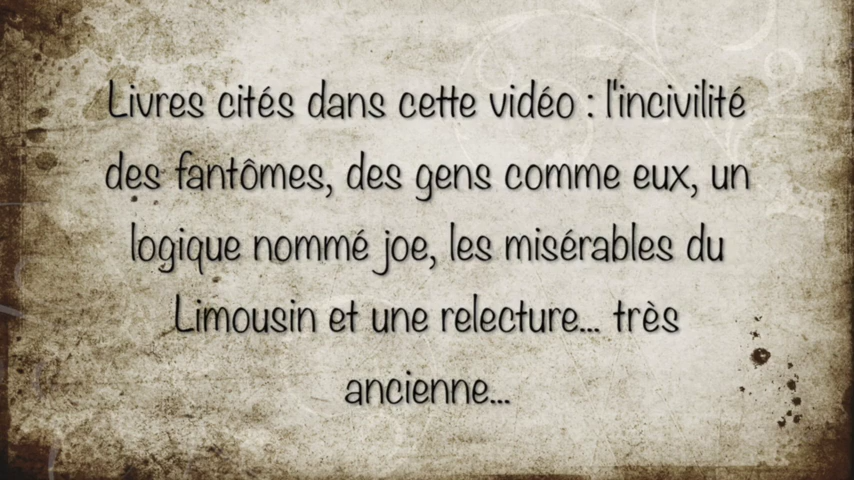 Livres cités dans cette vidéo : l'incivilité
des fantômes, des gens comme eux, un
logique nommé joe, les misérables du
Limousin et une relecture... très
ancienne...